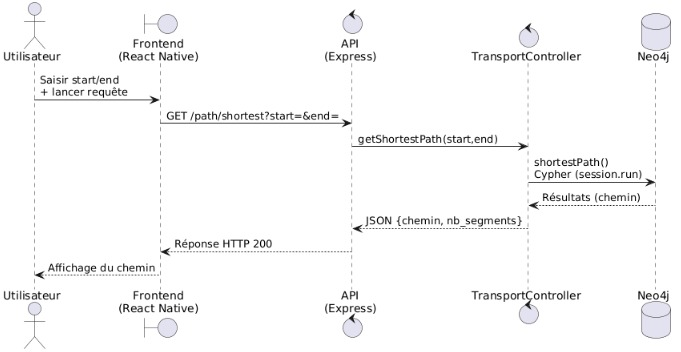 Utilisateur
Frontend
(React Native)
API
(Express)
TransportController
Neo4j
Saisir start/end
+ lancer requête
GET /path/shortest?start=&end=
getShortestPath(start,end)
shortestPath()
Cypher (session.run)
Résultats (chemin)
JSON {chemin, nb_segments}
Réponse HTTP 200
Affichage du chemin
Utilisateur
Frontend
(React Native)
API
(Express)
TransportController
Neo4j